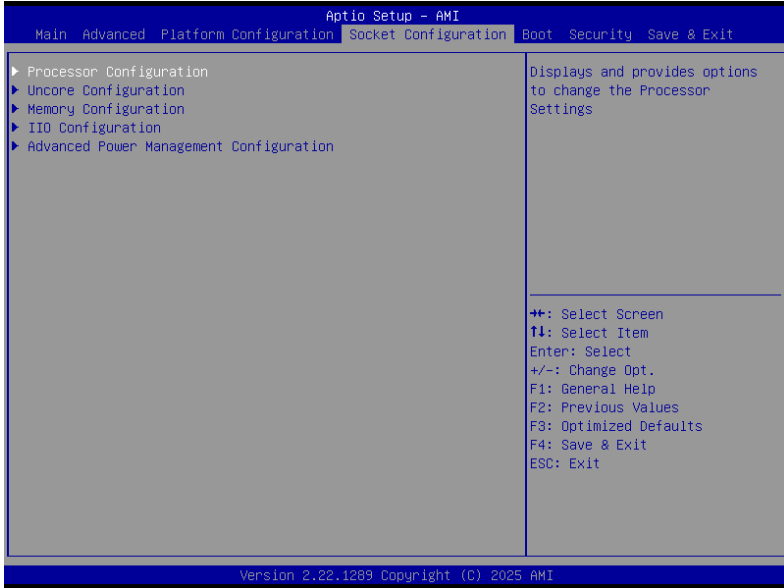 Aptio Setup – AMI
Main Advanced Platform Configuration Socket Configuration Boot Security Save & Exit
▶ Processor Configuration
▶ Uncore Configuration
▶ Memory Configuration
▶ IIO Configuration
▶ Advanced Power Management Configuration
Displays and provides options
to change the Processor
Settings
→←: Select Screen
↑↓: Select Item
Enter: Select
+/-: Change Opt.
F1: General Help
F2: Previous Values
F3: Optimized Defaults
F4: Save & Exit
ESC: Exit
Version 2.22.1289 Copyright (C) 2025 AMI